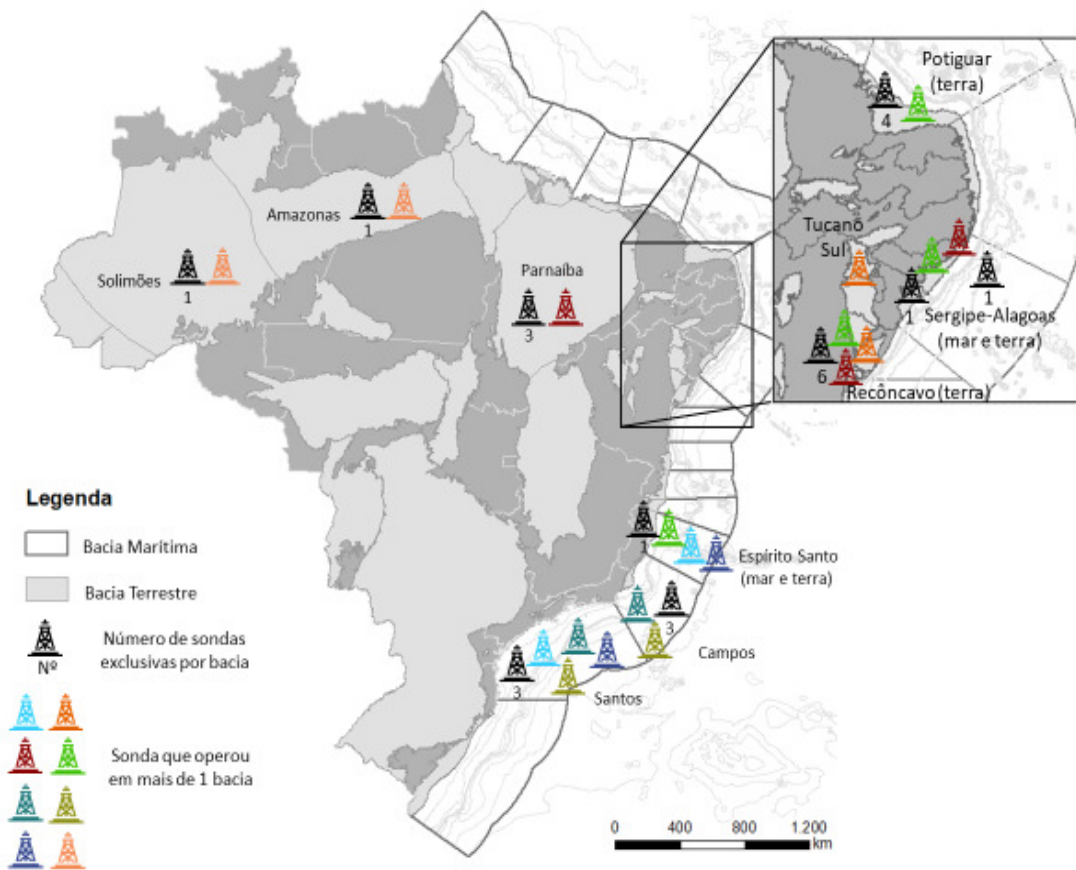 Potiguar
(terra)
4
Amazonas
1
Tucano
Sul
Solimões
1
Parnaíba
3
1
1
Sergipe-Alagoas
(mar e terra)
6
Recôncavo (terra)
Legenda
Bacia Marítima
Bacia Terrestre
Nº
Número de sondas
exclusivas por bacia
Sonda que operou
em mais de 1 bacia
1
Espírito Santo
(mar e terra)
3
Campos
3
Santos
0 400 800 1.200
km